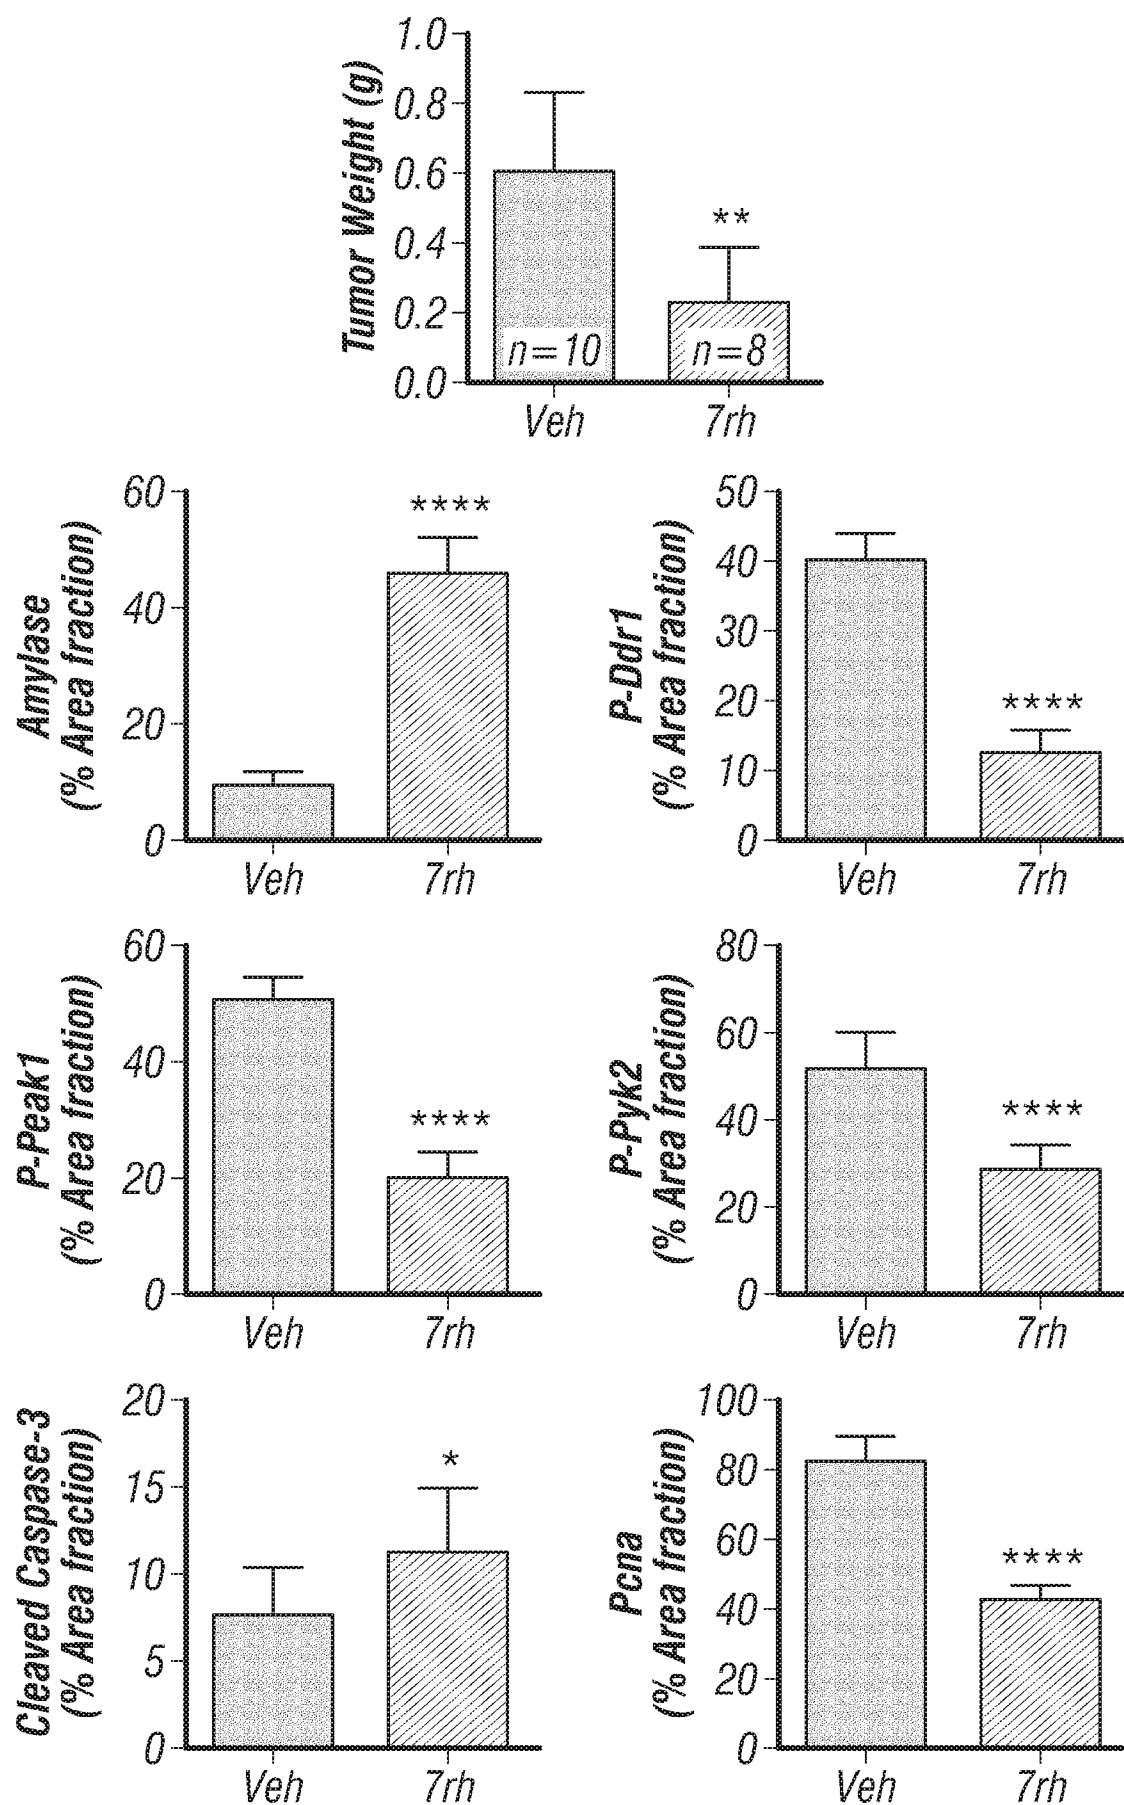 Tumor Weight (g)
1.0
0.8
0.6
0.4
0.2
0.0
**
n=10
n=8
Veh
7rh
Amylase
(% Area fraction)
60
40
20
0
****
Veh
7rh
P-Ddr1
(% Area fraction)
50
40
30
20
10
0
****
Veh
7rh
P-Peak1
(% Area fraction)
60
40
20
0
****
Veh
7rh
P-Pyk2
(% Area fraction)
80
60
40
20
0
****
Veh
7rh
Cleaved Caspase-3
(% Area fraction)
20
15
10
5
0
*
Veh
7rh
Pcna
(% Area fraction)
100
80
60
40
20
0
****
Veh
7rh